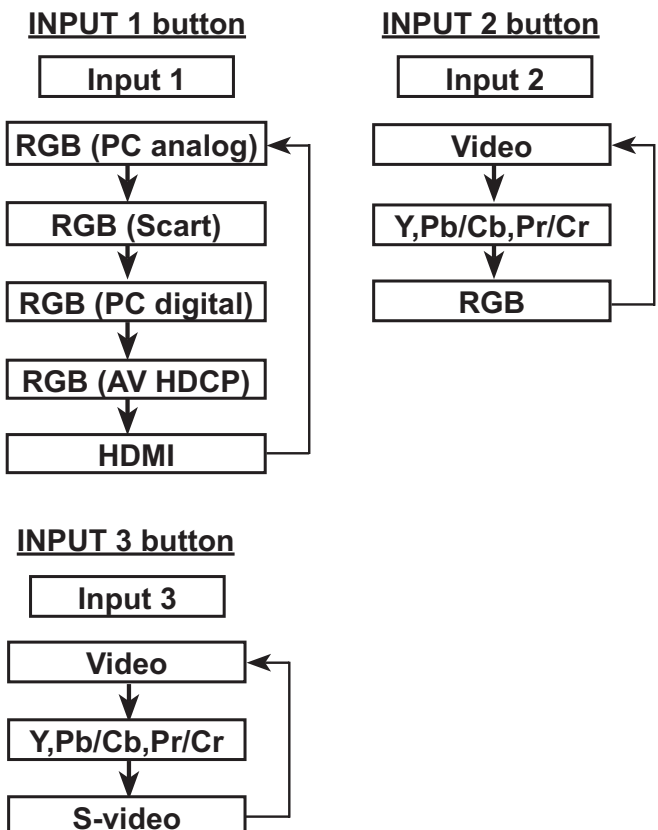 INPUT 1 button
Input 1
RGB (PC analog)
RGB (Scart)
RGB (PC digital)
RGB (AV HDCP)
HDMI
INPUT 2 button
Input 2
Video
Y,Pb/Cb,Pr/Cr
RGB
INPUT 3 button
Input 3
Video
Y,Pb/Cb,Pr/Cr
S-video